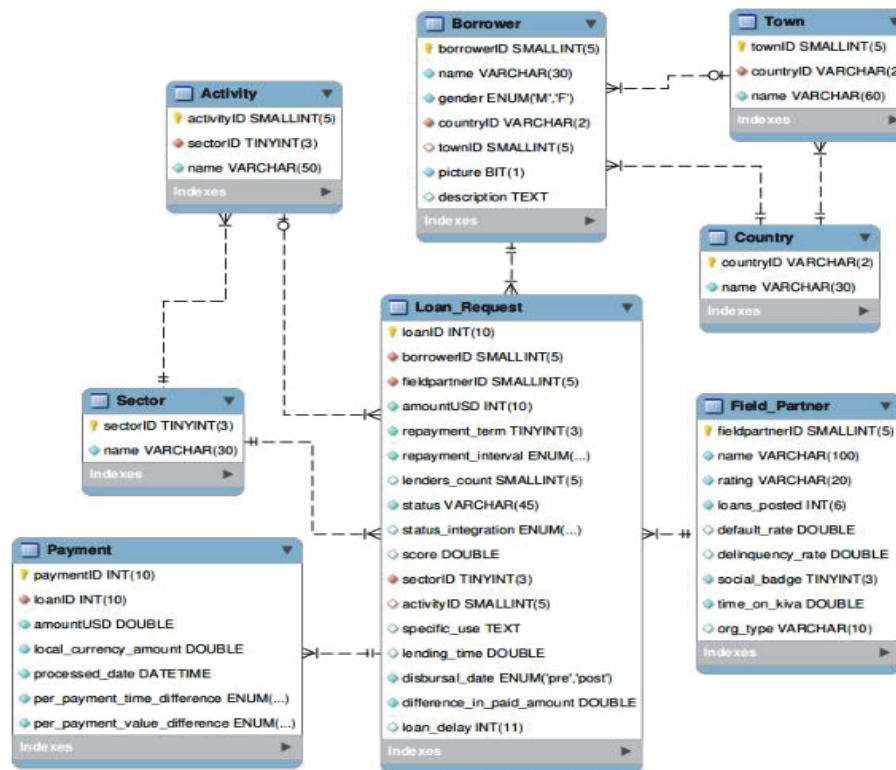 Borrower
borrowerID SMALLINT(5)
name VARCHAR(30)
gender ENUM('M','F')
countryID VARCHAR(2)
townID SMALLINT(5)
picture BIT(1)
description TEXT
Indexes
Town
townID SMALLINT(5)
countryID VARCHAR(2
name VARCHAR(60)
Indexes
Activity
activityID SMALLINT(5)
sectorID TINYINT(3)
name VARCHAR(50)
Indexes
Country
countryID VARCHAR(2)
name VARCHAR(30)
Indexes
Loan_Request
loanID INT(10)
borrowerID SMALLINT(5)
fieldpartnerID SMALLINT(5)
amountUSD INT(10)
repayment_term TINYINT(3)
repayment_interval ENUM(...)
lenders_count SMALLINT(5)
status VARCHAR(45)
status_integration ENUM(...)
score DOUBLE
sectorID TINYINT(3)
activityID SMALLINT(5)
specific_use TEXT
lending_time DOUBLE
disbursal_date ENUM('pre','post')
difference_in_paid_amount DOUBLE
loan_delay INT(11)
Indexes
Sector
sectorID TINYINT(3)
name VARCHAR(30)
Indexes
Field_Partner
fieldpartnerID SMALLINT(5)
name VARCHAR(100)
rating VARCHAR(20)
loans_posted INT(6)
default_rate DOUBLE
delinquency_rate DOUBLE
social_badge TINYINT(3)
time_on_kiva DOUBLE
org_type VARCHAR(10)
Indexes
Payment
paymentID INT(10)
loanID INT(10)
amountUSD DOUBLE
local_currency_amount DOUBLE
processed_date DATETIME
per_payment_time_difference ENUM(...)
per_payment_value_difference ENUM(...)
Indexes